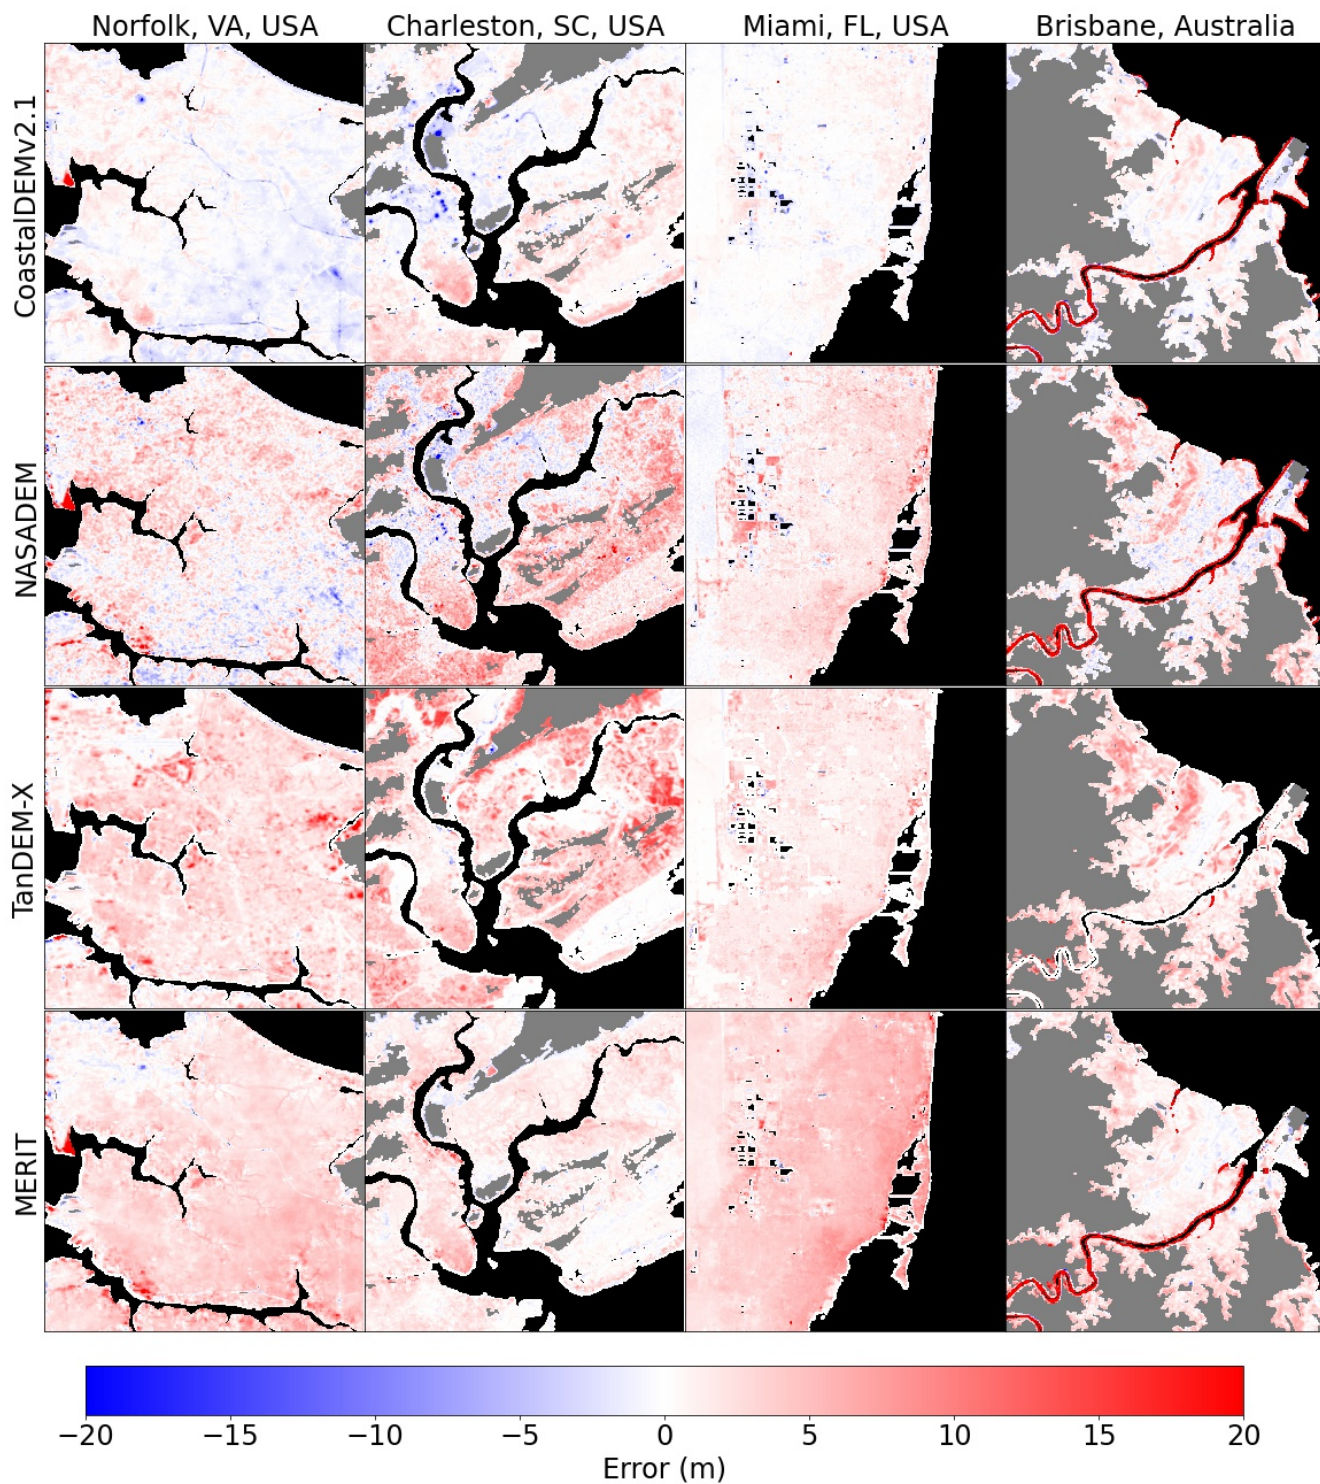 Norfolk, VA, USA Charleston, SC, USA Miami, FL, USA Brisbane, Australia
CoastalDEMv2.1
NASADEM
TanDEM-X
MERIT
−20 −15 −10 −5 0 5 10 15 20
Error (m)